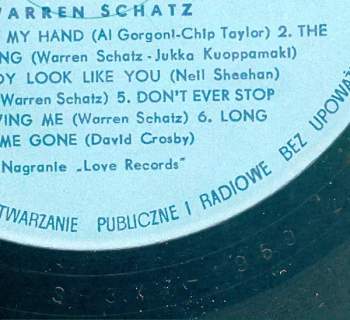 WARREN SCHATZ
MY HAND (Al Gorgoni-Chip Taylor) 2. THE
NG (Warren Schatz - Jukka Kuoppamaki)
DY LOOK LIKE YOU (Neil Sheehan)
Warren Schatz) 5. DON'T EVER STOP
VING ME (Warren Schatz) 6. LONG
ME GONE (David Crosby)
Nagranie „Love Records"
TWARZANIE PUBLICZNE I RADIOWE BEZ UPOWAŻ